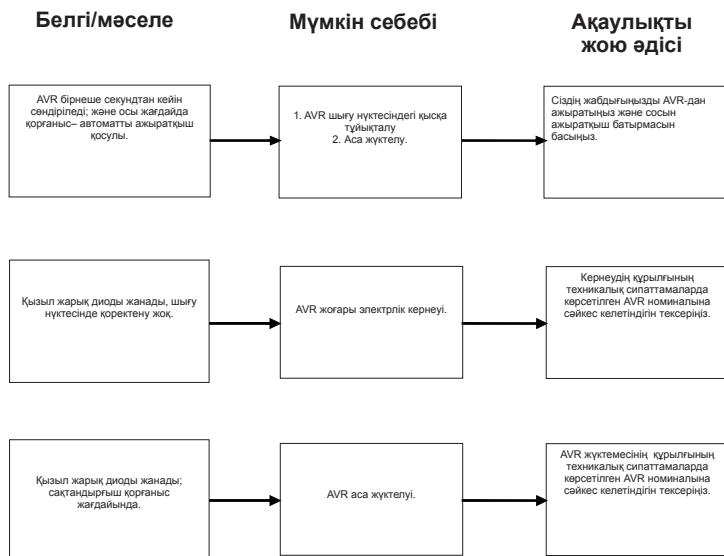 Белгі/мәселе
Мүмкін себебі
Ақаулықты
жою әдісі
AVR бірнеше секундтан кейін
сөндіріледі; және осы жағдайда
қорғаныс– автоматты ажыратқыш
қосулы.
1. AVR шығу нүктесіндегі қысқа
тұйықталу
2. Аса жүктелу.
Сіздің жабдығыңызды AVR-дан
ажыратыңыз және сосын
ажыратқыш батырмасын
басыңыз.
Қызыл жарық диоды жанады, шығу
нүктесінде қоректену жоқ.
AVR жоғары электрлік кернеуі.
Кернеудің құрылғының
техникалық сипаттамаларда
көрсетілген AVR номиналына
сәйкес келетіндігін тексеріңіз.
Қызыл жарық диоды жанады;
сақтандырғыш қорғаныс
жағдайында.
AVR аса жүктелуі.
AVR жүктемесінің құрылғының
техникалық сипаттамаларда
көрсетілген AVR номиналына
сәйкес келетіндігін тексеріңіз.